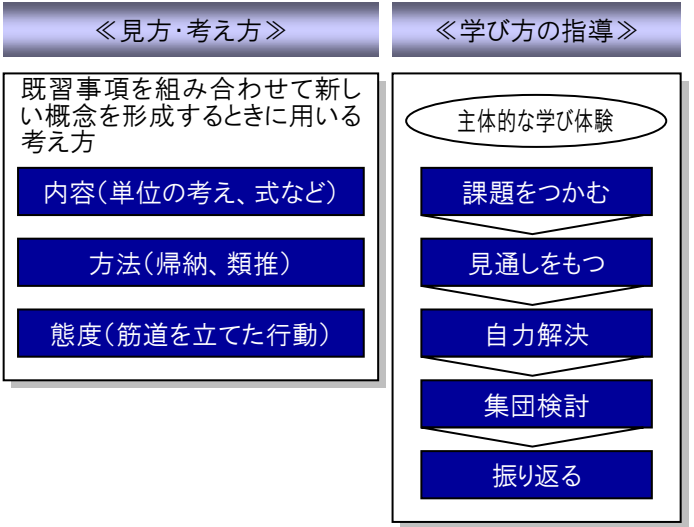 ≪見方･考え方≫
既習事項を組み合わせて新し
い概念を形成するときに用いる
考え方
内容(単位の考え、式など)
方法(帰納、類推)
態度(筋道を立てた行動)
≪学び方の指導≫
主体的な学び体験
課題をつかむ
見通しをもつ
自力解決
集団検討
振り返る